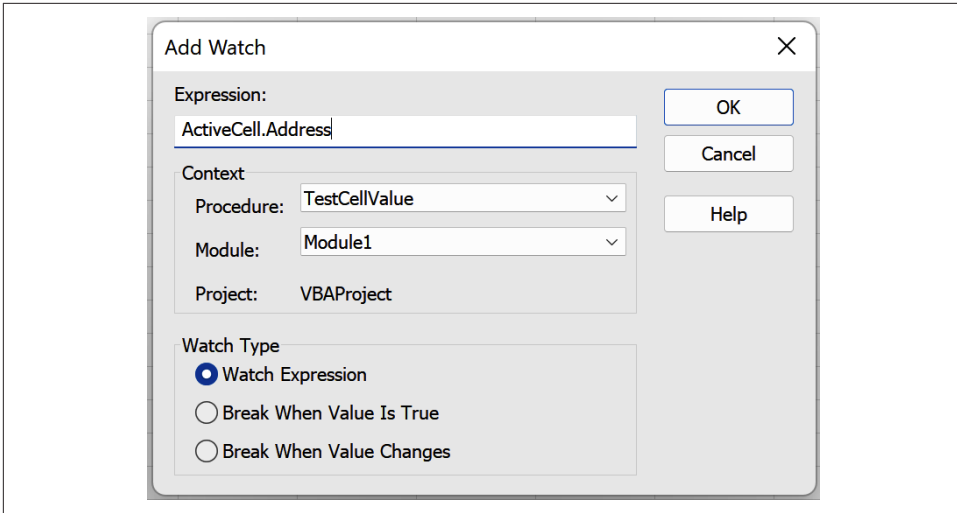 Add Watch
Expression:
OK
ActiveCell.Address
Cancel
Context
Procedure: TestCellValue
Help
Module: Module1
Project: VBAProject
Watch Type
Watch Expression
Break When Value Is True
Break When Value Changes